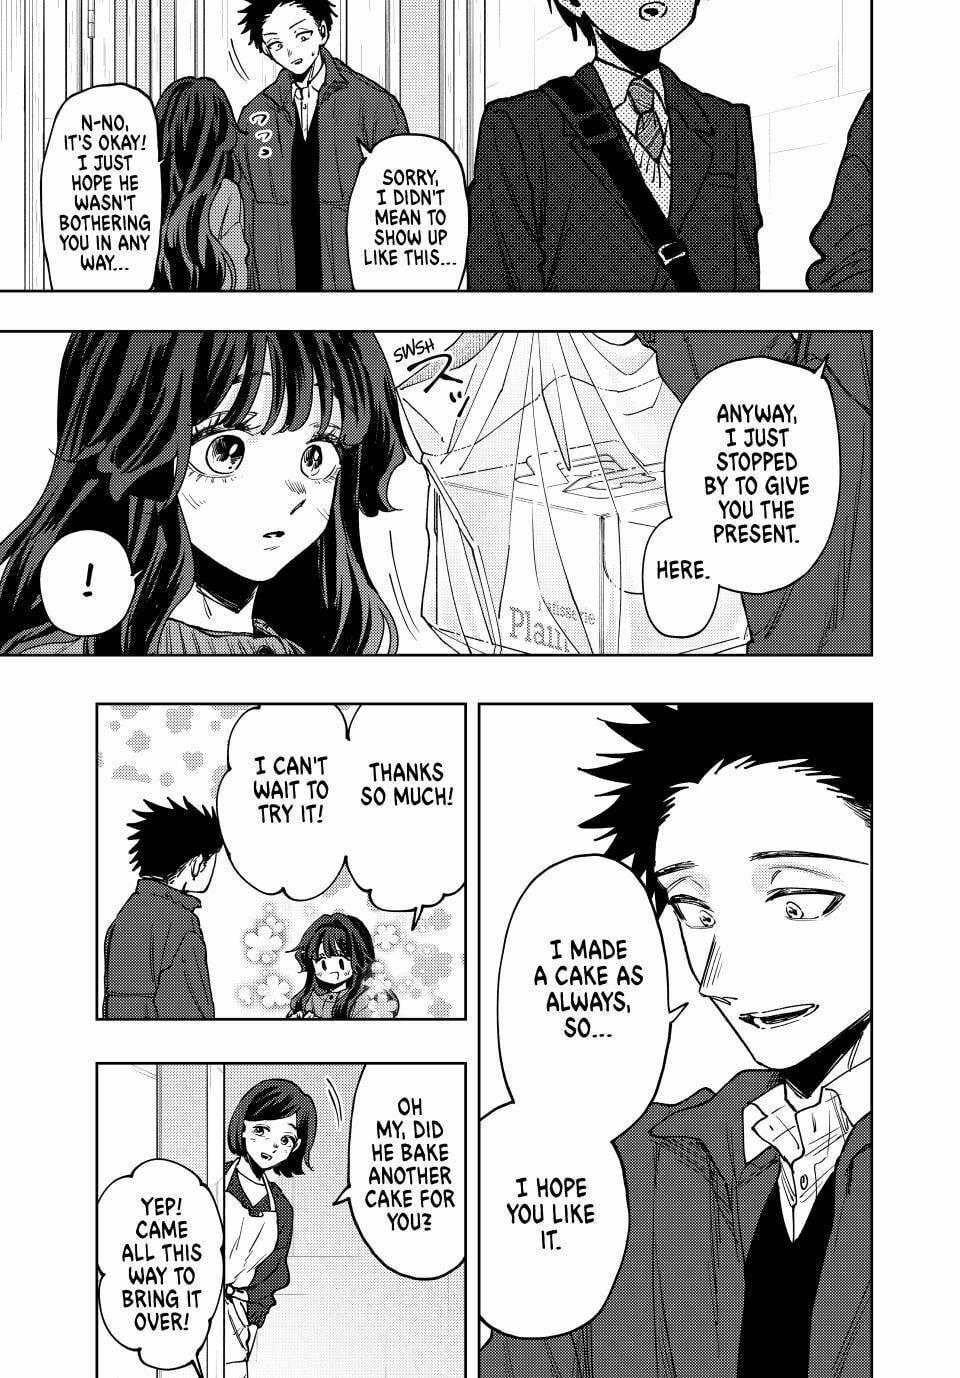 SORRY,
I DIDN'T
MEAN TO
SHOW UP
LIKE THIS...
N-NO,
IT'S OKAY!
I JUST
HOPE HE
WASN'T
BOTHERING
YOU IN ANY
WAY...
ANYWAY,
I JUST
STOPPED
BY TO GIVE
YOU THE
PRESENT.
HERE.
SWSH
Patisserie
Plain
!
I MADE
A CAKE AS
ALWAYS,
SO...
I HOPE
YOU LIKE
IT.
THANKS
SO MUCH!
I CAN'T
WAIT TO
TRY IT!
OH
MY, DID
HE BAKE
ANOTHER
CAKE FOR
YOU?
YEP!
CAME
ALL THIS
WAY TO
BRING IT
OVER!